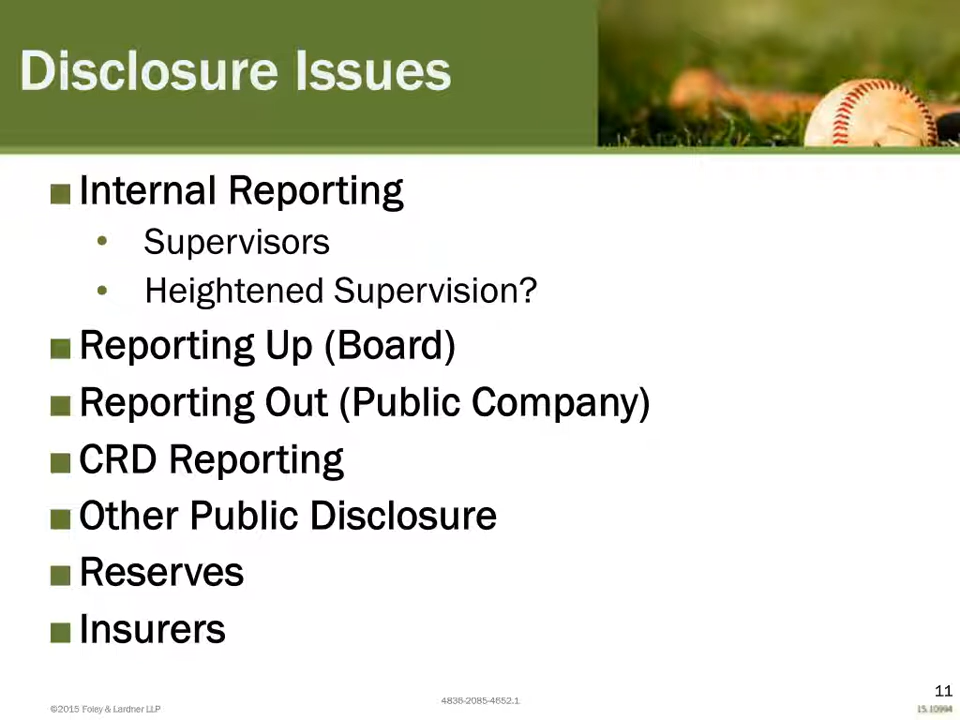 Disclosure Issues
■ Internal Reporting
• Supervisors
• Heightened Supervision?
■ Reporting Up (Board)
■ Reporting Out (Public Company)
■ CRD Reporting
■ Other Public Disclosure
■ Reserves
■ Insurers
11
4836-2085-4652.1
©2015 Foley & Lardner LLP
15.10994